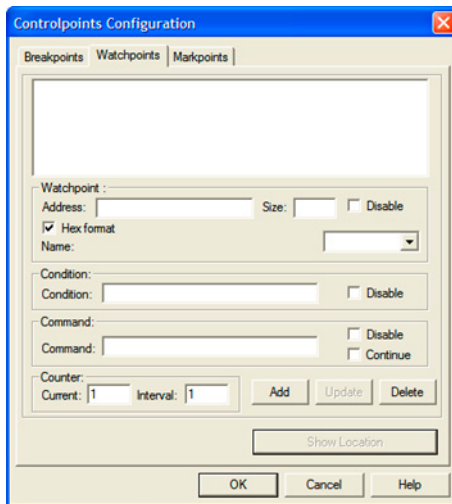 Controlpoints Configuration
Breakpoints Watchpoints Markpoints
Watchpoint :
Address: Size: Disable
Hex format
Name:
Condition:
Condition: Disable
Command:
Disable
Command:
Continue
Counter:
Current: 1 Interval: 1 Add Update Delete
Show Location
OK Cancel Help